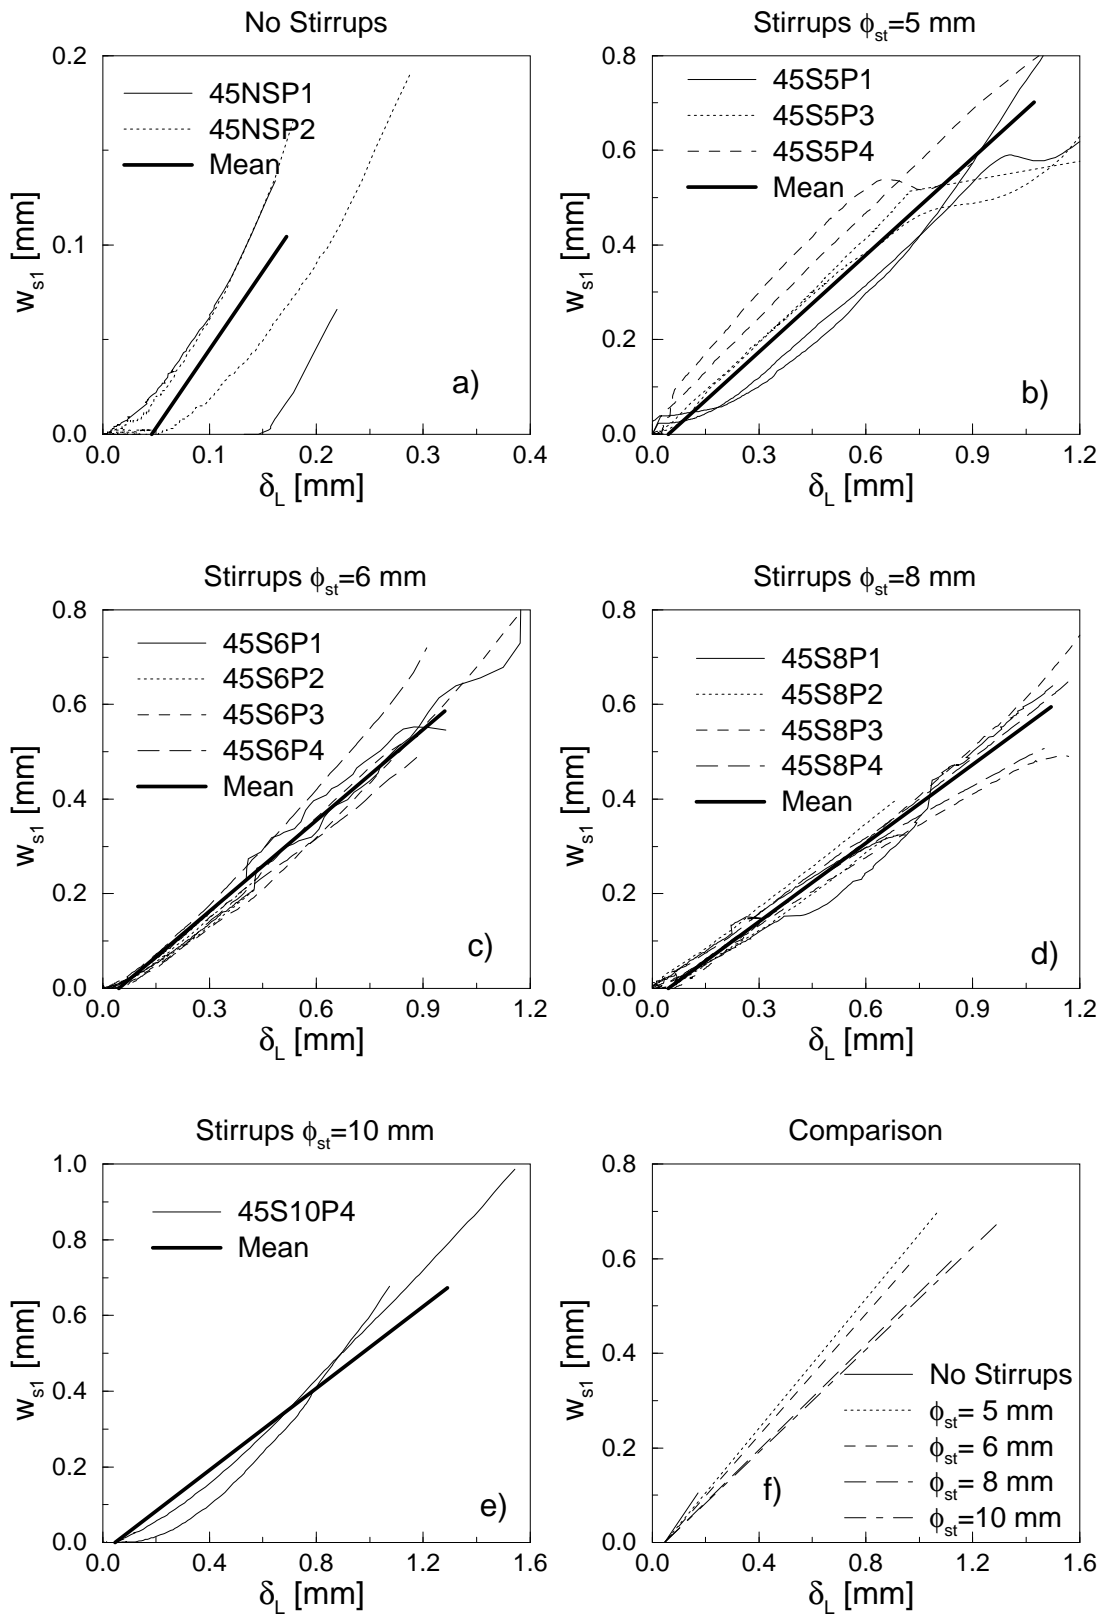 No Stirrups
0.2
0.1
0.0
w_s1 [mm]
45NSP1
45NSP2
Mean
a)
0.0 0.1 0.2 0.3 0.4
δ_L [mm]
Stirrups ϕ_st=5 mm
0.8
0.6
0.4
0.2
0.0
w_s1 [mm]
45S5P1
45S5P3
45S5P4
Mean
b)
0.0 0.3 0.6 0.9 1.2
δ_L [mm]
Stirrups ϕ_st=6 mm
0.8
0.6
0.4
0.2
0.0
w_s1 [mm]
45S6P1
45S6P2
45S6P3
45S6P4
Mean
c)
0.0 0.3 0.6 0.9 1.2
δ_L [mm]
Stirrups ϕ_st=8 mm
0.8
0.6
0.4
0.2
0.0
w_s1 [mm]
45S8P1
45S8P2
45S8P3
45S8P4
Mean
d)
0.0 0.3 0.6 0.9 1.2
δ_L [mm]
Stirrups ϕ_st=10 mm
1.0
0.8
0.6
0.4
0.2
0.0
w_s1 [mm]
45S10P4
Mean
e)
0.0 0.4 0.8 1.2 1.6
δ_L [mm]
Comparison
0.8
0.6
0.4
0.2
0.0
w_s1 [mm]
No Stirrups
ϕ_st= 5 mm
ϕ_st= 6 mm
ϕ_st= 8 mm
ϕ_st=10 mm
f)
0.0 0.4 0.8 1.2 1.6
δ_L [mm]